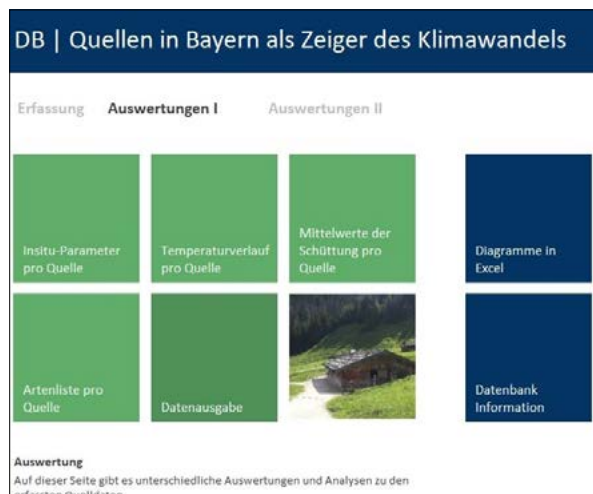 DB | Quellen in Bayern als Zeiger des Klimawandels
Erfassung Auswertungen I Auswertungen II
Insitu-Parameter
pro Quelle
Temperaturverlauf
pro Quelle
Mittelwerte der
Schüttung pro
Quelle
Diagramme in
Excel
Artenliste pro
Quelle
Datenausgabe
Datenbank
Information
Auswertung
Auf dieser Seite gibt es unterschiedliche Auswertungen und Analysen zu den
erfassten Quelldaten